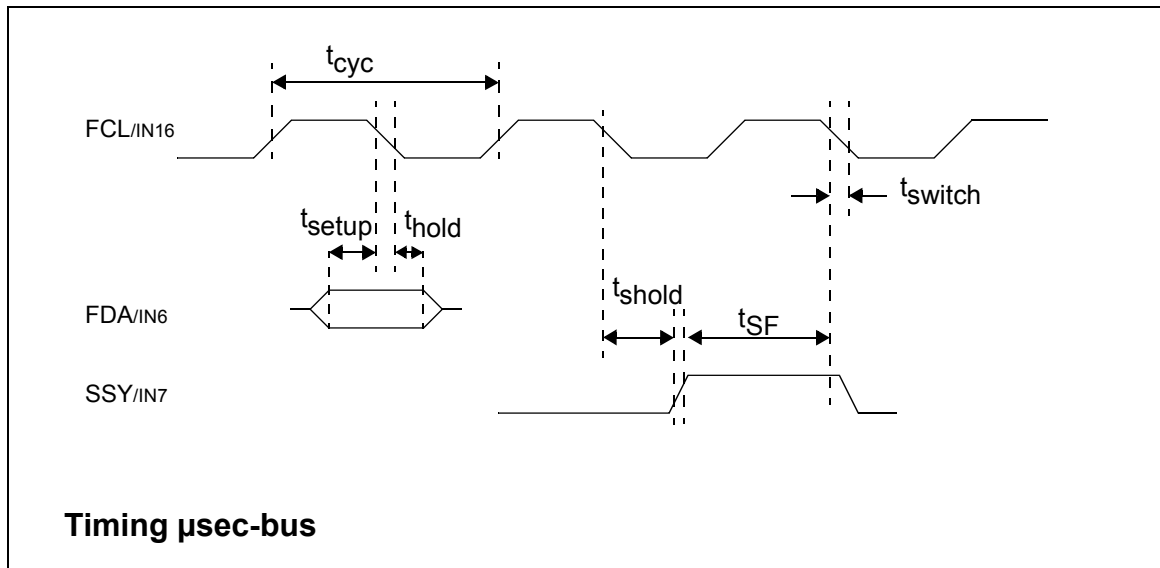 tcyc
FCL/IN16
tswitch
tsetup thold
tshold
FDA/IN6
tSF
SSY/IN7
Timing µsec-bus